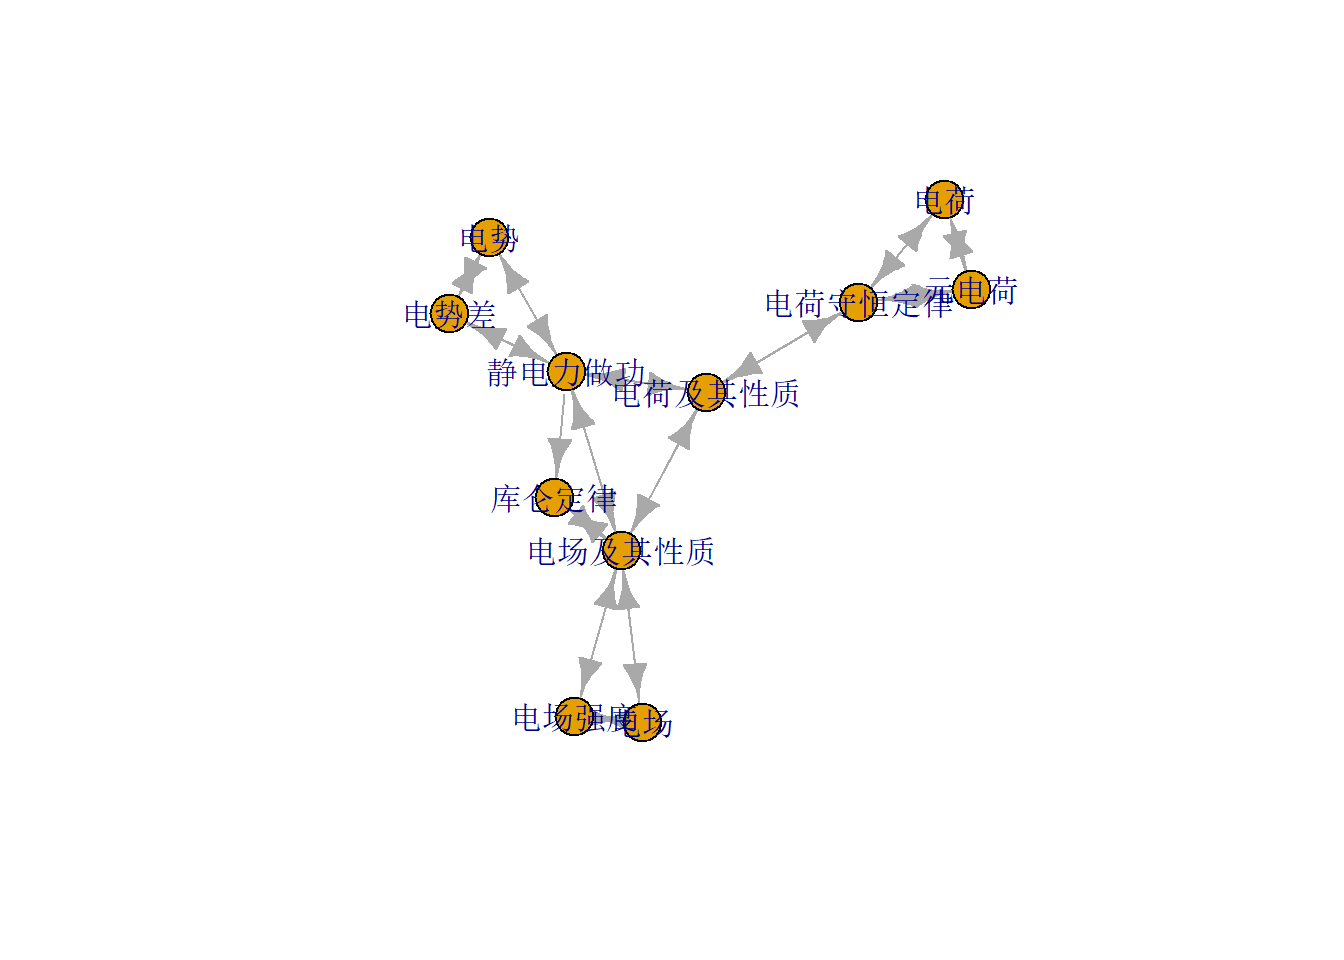 电荷
电势
元电荷
电荷守恒定律
电势差
静电力做功
电荷及其性质
库仑定律
电场及其性质
电场强度
电场